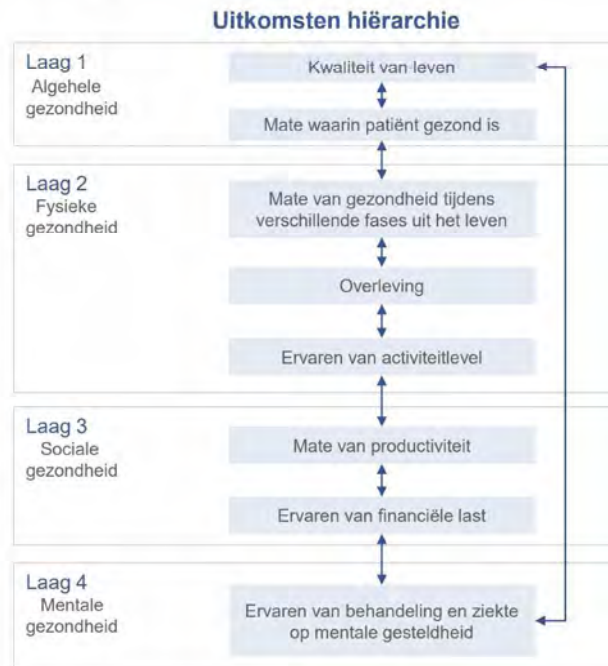 Uitkomsten hiërarchie
Laag 1
Algehele
gezondheid
Kwaliteit van leven
Mate waarin patiënt gezond is
Laag 2
Fysieke
gezondheid
Mate van gezondheid tijdens
verschillende fases uit het leven
Overleving
Ervaren van activiteitlevel
Laag 3
Sociale
gezondheid
Mate van productiviteit
Ervaren van financiële last
Laag 4
Mentale
gezondheid
Ervaren van behandeling en ziekte
op mentale gesteldheid